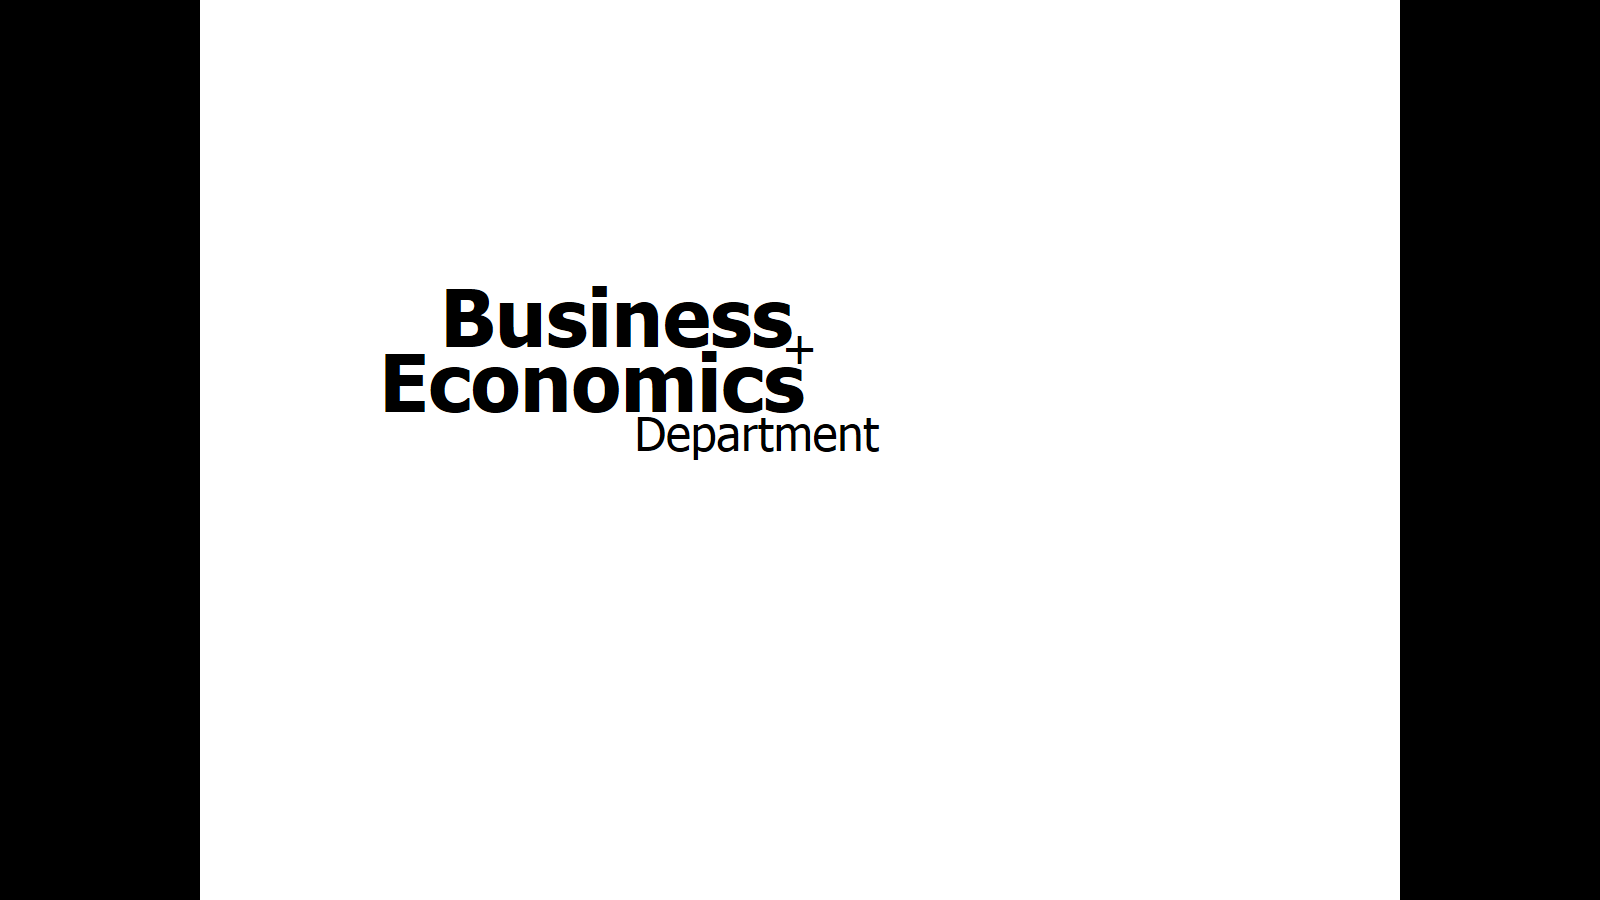 Business
+
Economics
Department